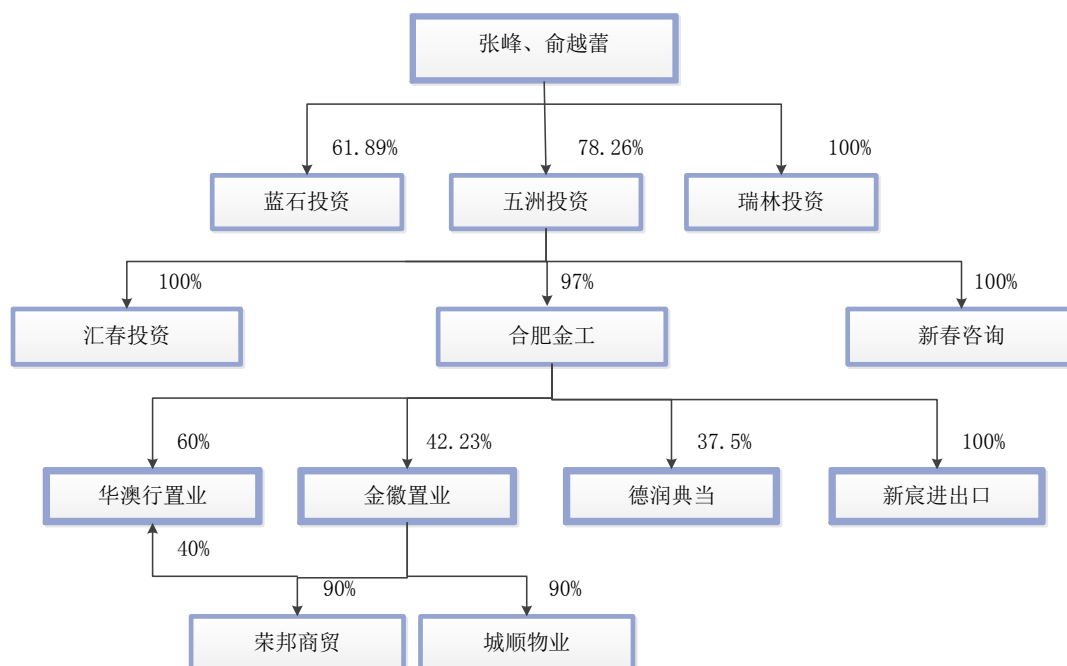 张峰、俞越蕾
61.89%
78.26%
100%
蓝石投资
五洲投资
瑞林投资
100%
97%
100%
汇春投资
合肥金工
新春咨询
60%
42.23%
37.5%
100%
华澳行置业
金徽置业
德润典当
新宸进出口
40%
90%
90%
荣邦商贸
城顺物业